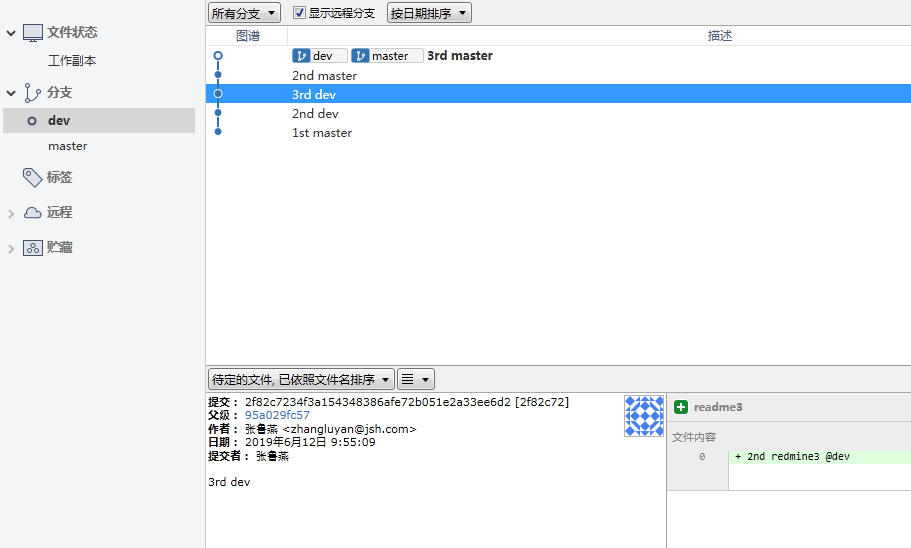 文件状态
工作副本
分支
dev
master
标签
远程
贮藏
所有分支 显示远程分支 按日期排序
图谱 描述
dev master 3rd master
2nd master
3rd dev
2nd dev
1st master
待定的文件, 已依照文件名排序
提交： 2f82c7234f3a154348386afe72b051e2a33ee6d2 [2f82c72]
父级： 95a029fc57
作者： 张鲁燕 <zhangluyan@jsh.com>
日期： 2019年6月12日 9:55:09
提交者： 张鲁燕
3rd dev
readme3
文件内容
0 + 2nd redmine3 @dev